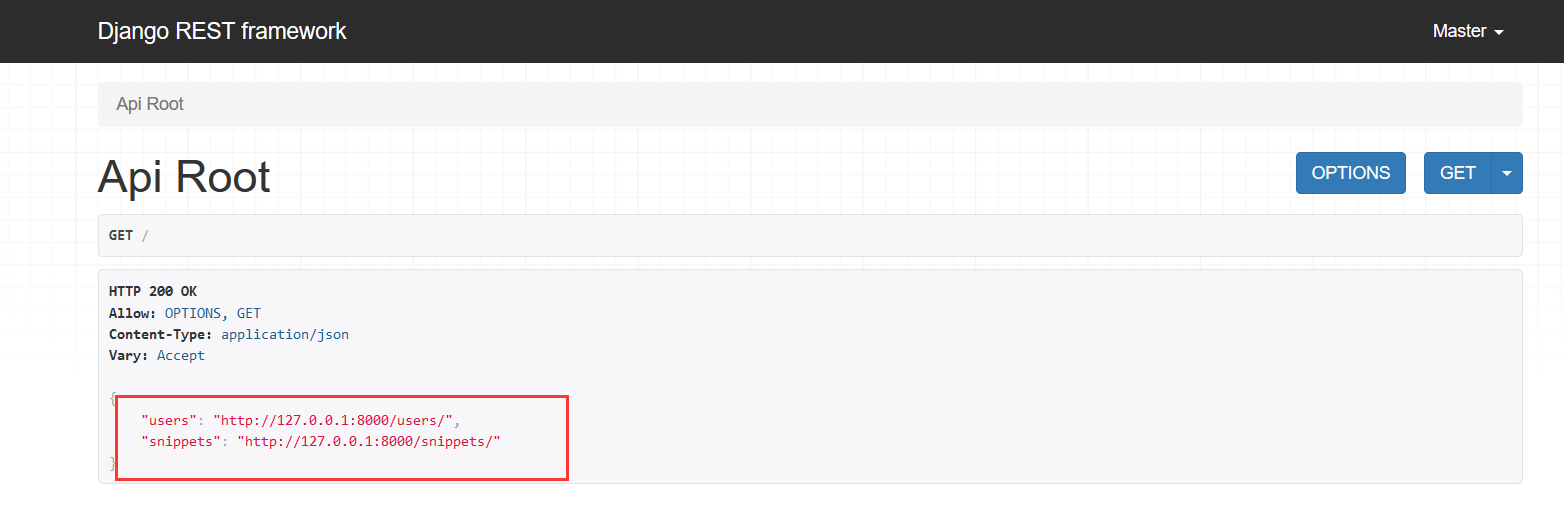 Django REST framework
Master
Api Root
Api Root
OPTIONS
GET
GET /
HTTP 200 OK
Allow: OPTIONS, GET
Content-Type: application/json
Vary: Accept
{
    "users": "http://127.0.0.1:8000/users/",
    "snippets": "http://127.0.0.1:8000/snippets/"
}